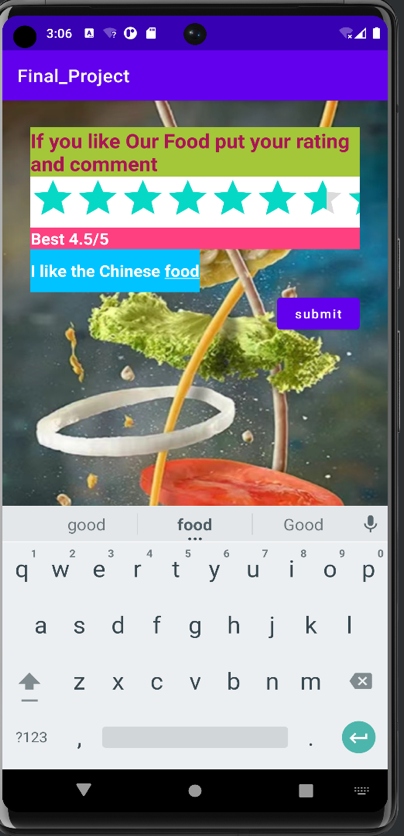 3:06
Final_Project
If you like Our Food put your rating
and comment
Best 4.5/5
I like the Chinese food
submit
good food Good
1 2 3 4 5 6 7 8 9 0
q w e r t y u i o p
a s d f g h j k l
z x c v b n m
?123 , .